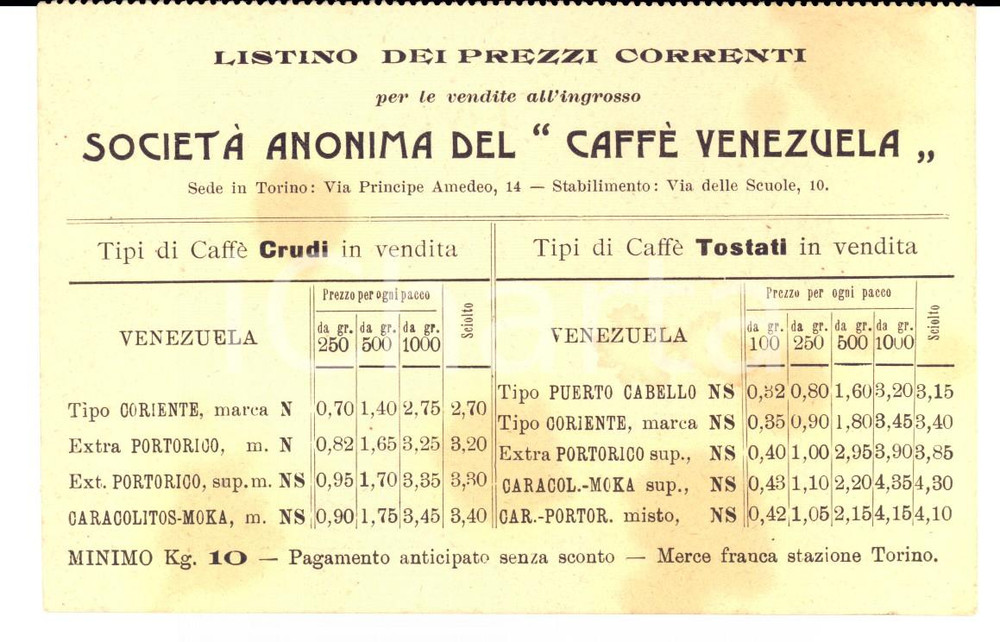 LISTINO DEI PREZZI CORRENTI
per le vendite all'ingrosso
SOCIETÀ ANONIMA DEL “ CAFFÈ VENEZUELA „
Sede in Torino: Via Principe Amedeo, 14 — Stabilimento: Via delle Scuole, 10.
Tipi di Caffè Crudi in vendita
VENEZUELA
Prezzo per ogni pacco
da gr. 250 da gr. 500 da gr. 1000 Sciolto
Tipo CORIENTE, marca N 0,70 1,40 2,75 2,70
Extra PORTORICO, m. N 0,82 1,65 3,25 3,20
Ext. PORTORICO, sup. m. NS 0,95 1,70 3,35 3,30
CARACOLITOS-MOKA, m. NS 0,90 1,75 3,45 3,40
Tipi di Caffè Tostati in vendita
VENEZUELA
Prezzo per ogni pacco
da gr. 100 da gr. 250 da gr. 500 da gr. 1000 Sciolto
Tipo PUERTO CABELLO NS 0,32 0,80 1,60 3,20 3,15
Tipo CORIENTE, marca NS 0,35 0,90 1,80 3,45 3,40
Extra PORTORICO sup., NS 0,40 1,00 2,95 3,90 3,85
CARACOL.-MOKA sup., NS 0,43 1,10 2,20 4,35 4,30
CAR.-PORTOR. misto, NS 0,42 1,05 2,15 4,15 4,10
MINIMO Kg. 10 — Pagamento anticipato senza sconto — Merce franca stazione Torino.
iCharta